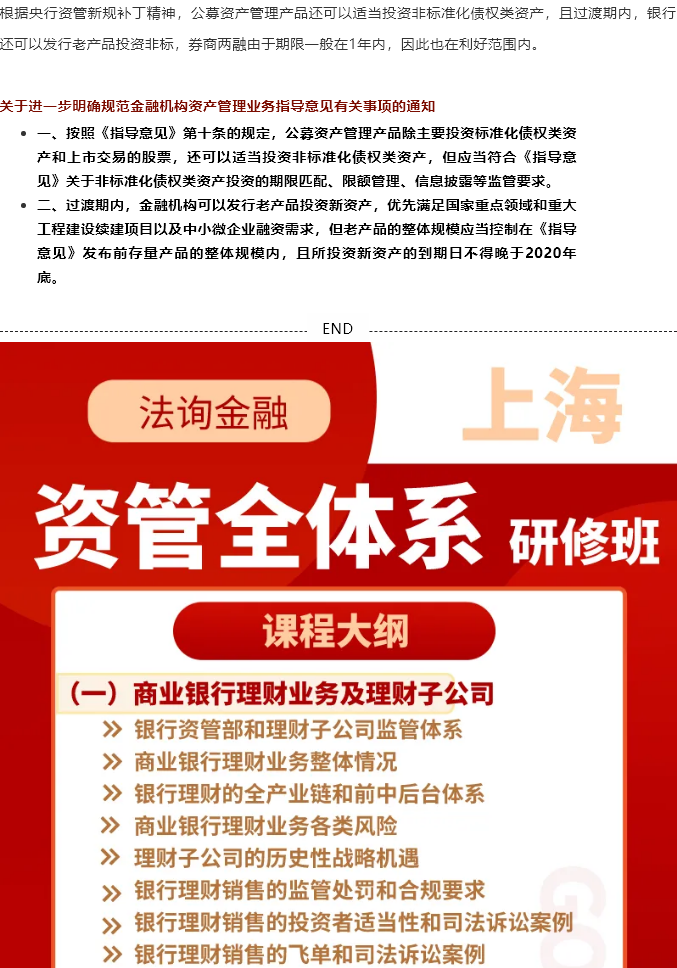 根据央行资管新规补丁精神，公募资产管理产品还可以适当投资非标准化债权类资产，且过渡期内，银行
还可以发行老产品投资非标，券商两融由于期限一般在1年内，因此也在利好范围内。
关于进一步明确规范金融机构资产管理业务指导意见有关事项的通知
一、按照《指导意见》第十条的规定，公募资产管理产品除主要投资标准化债权类资
产和上市交易的股票，还可以适当投资非标准化债权类资产，但应当符合《指导意
见》关于非标准化债权类资产投资的期限匹配、限额管理、信息披露等监管要求。
二、过渡期内，金融机构可以发行老产品投资新资产，优先满足国家重点领域和重大
工程建设续建项目以及中小微企业融资需求，但老产品的整体规模应当控制在《指导
意见》发布前存量产品的整体规模内，且所投资新资产的到期日不得晚于2020年
底。
END
法询金融
上海
资管全体系 研修班
课程大纲
（一）商业银行理财业务及理财子公司
银行资管部和理财子公司监管体系
商业银行理财业务整体情况
银行理财的全产业链和前中后台体系
商业银行理财业务各类风险
理财子公司的历史性战略机遇
银行理财销售的监管处罚和合规要求
银行理财销售的投资者适当性和司法诉讼案例
银行理财销售的飞单和司法诉讼案例
GO